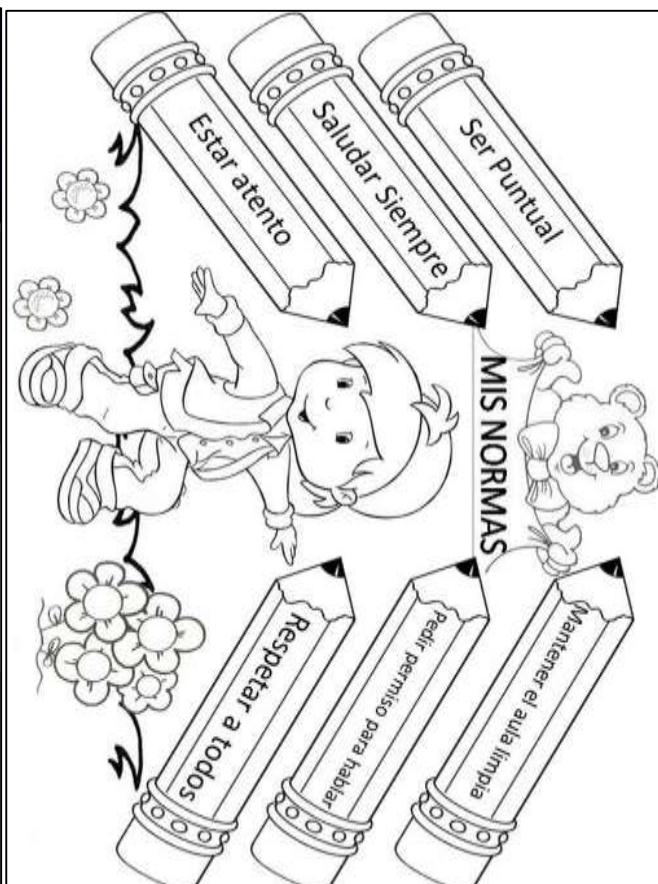 MIS NORMAS
Ser Puntual
Saludar Siempre
Estar atento
Mantener el aula limpia
Pedir permiso para hablar
Respetar a todos